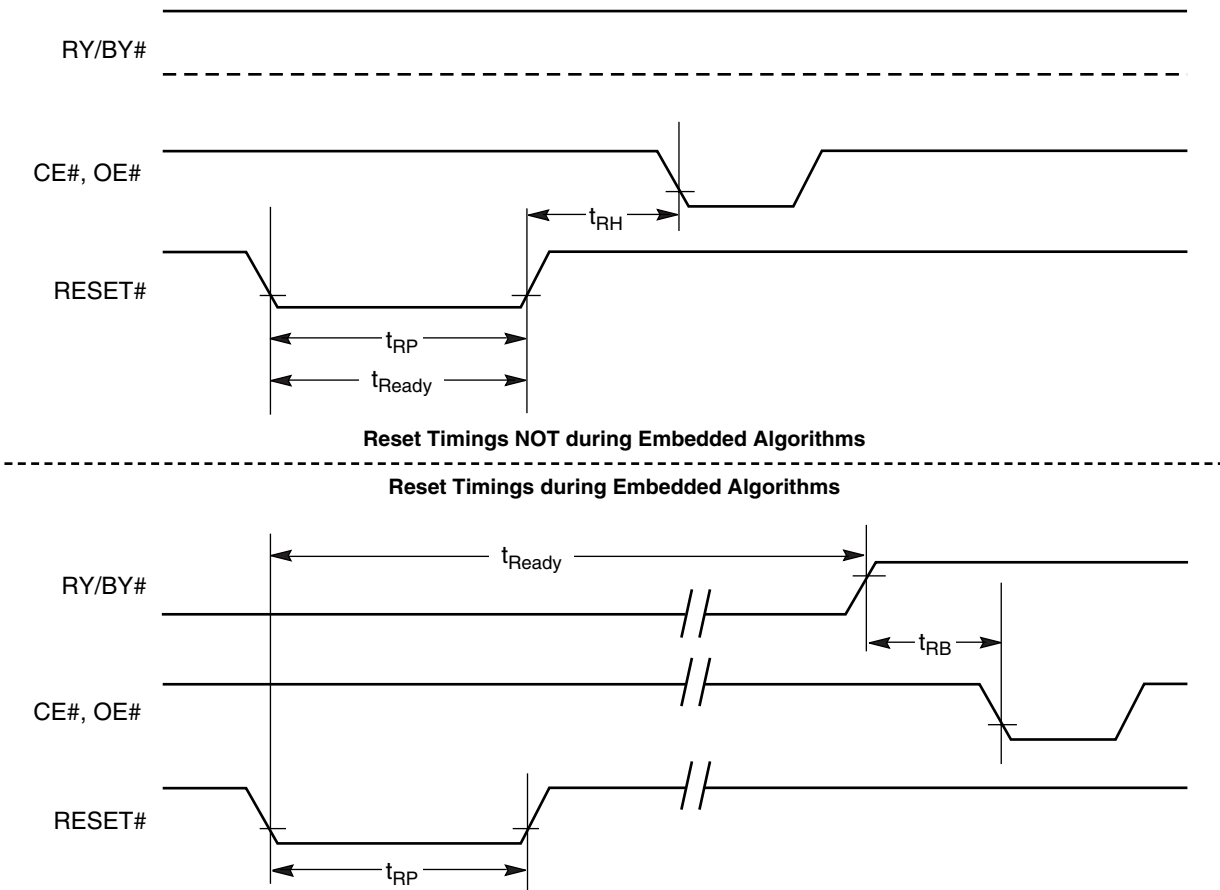 RY/BY#
CE#, OE#
tRH
RESET#
tRP
tReady
Reset Timings NOT during Embedded Algorithms
Reset Timings during Embedded Algorithms
tReady
RY/BY#
tRB
CE#, OE#
RESET#
tRP